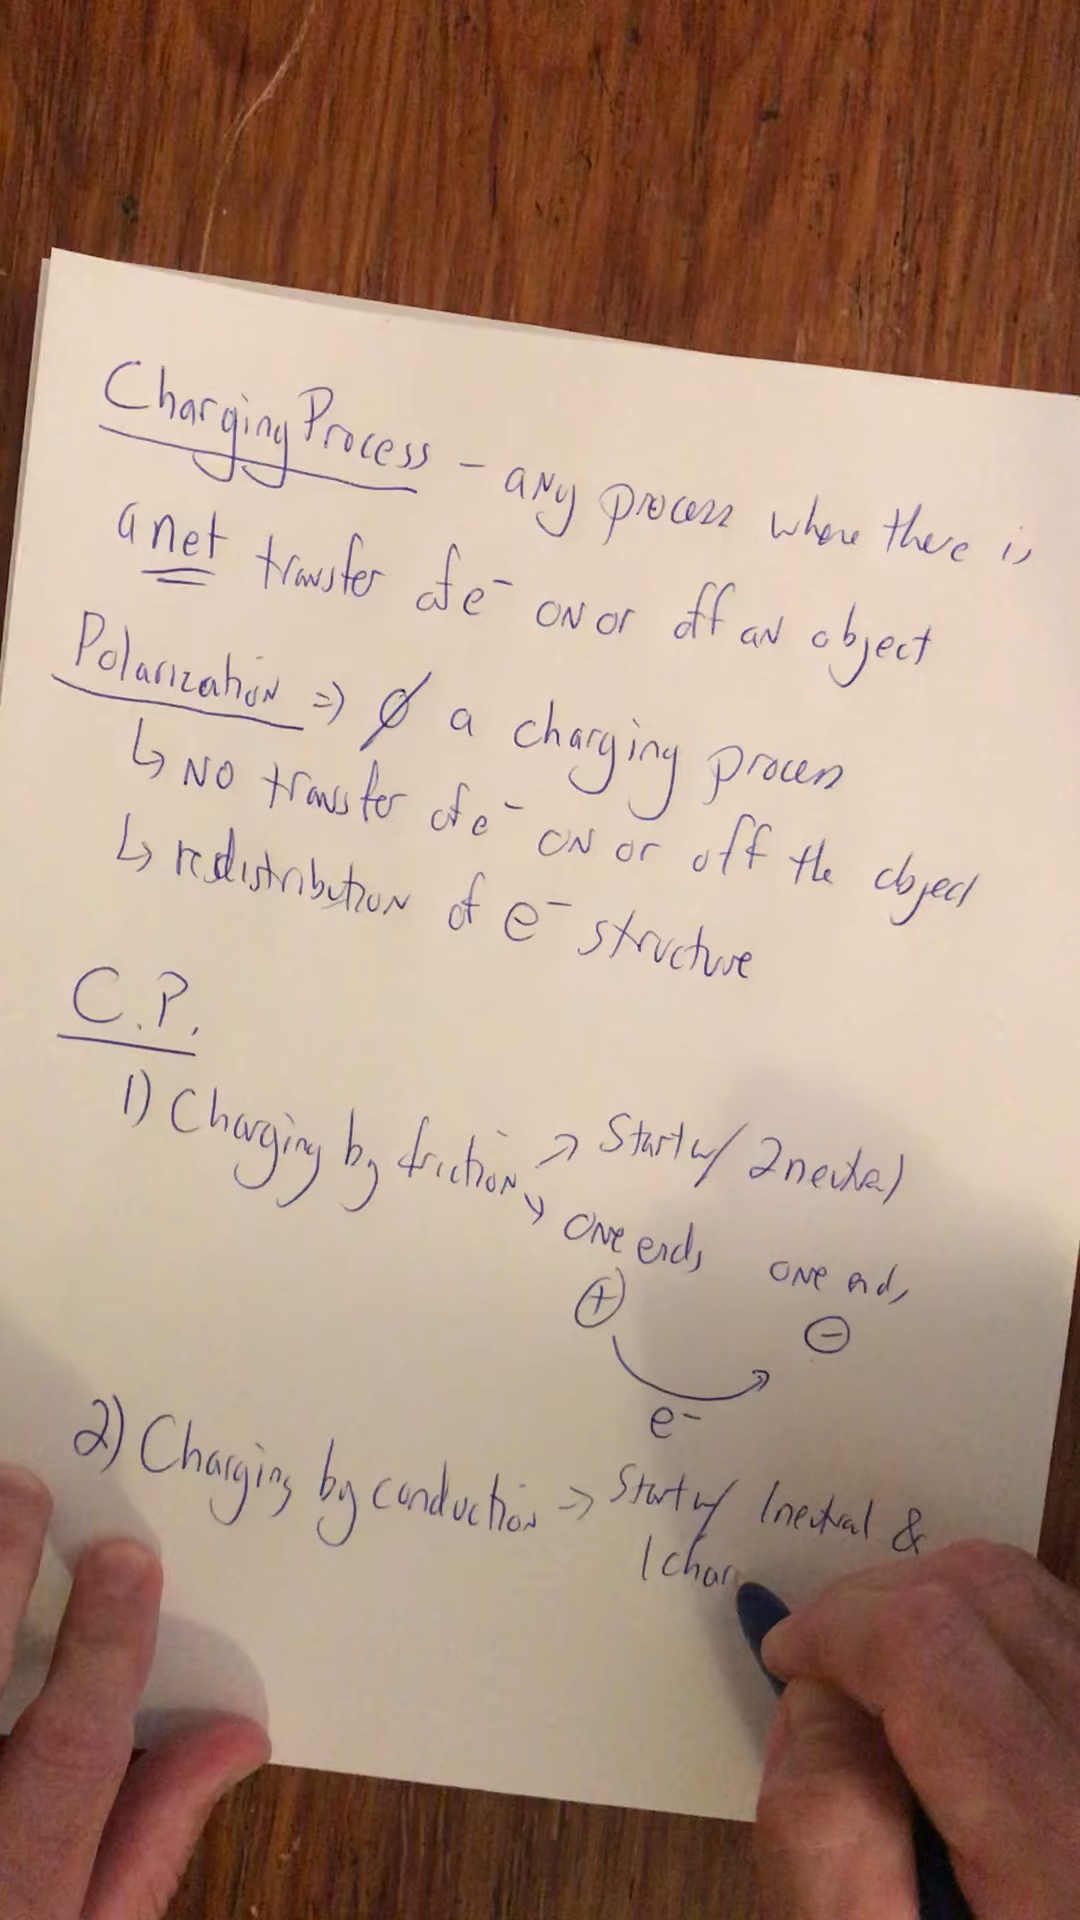 Charging Process - any process where there is
a net transfer of e⁻ on or off an object
Polarization => ∅ a charging process
↳ NO transfer of e⁻ on or off the object
↳ redistribution of e⁻ structure
C.P.
1) Charging by friction → Start w/ 2 neutral
↘ one ends one ends
⊕ ⊖
e⁻
2) Charging by conduction → Start w/ 1 neutral &
1 char